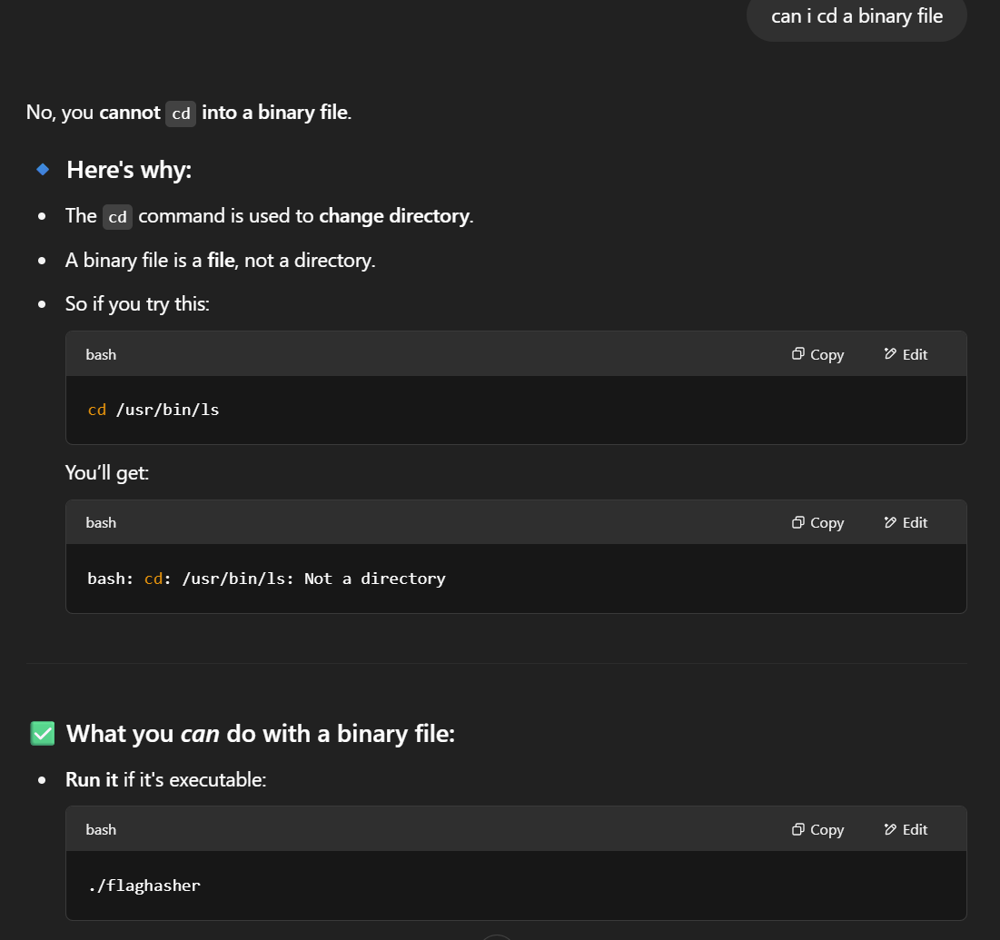 can i cd a binary file
No, you cannot cd into a binary file.
Here's why:
The cd command is used to change directory.
A binary file is a file, not a directory.
So if you try this:
bash Copy Edit
cd /usr/bin/ls
You’ll get:
bash Copy Edit
bash: cd: /usr/bin/ls: Not a directory
What you can do with a binary file:
Run it if it's executable:
bash Copy Edit
./flaghasher